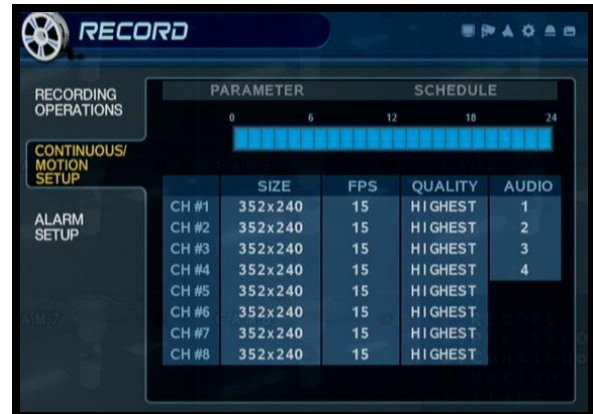 RECORD
RECORDING
OPERATIONS
CONTINUOUS/
MOTION
SETUP
ALARM
SETUP
PARAMETER SCHEDULE
0 6 12 18 24
SIZE FPS QUALITY AUDIO
CH #1 352x240 15 HIGHEST 1
CH #2 352x240 15 HIGHEST 2
CH #3 352x240 15 HIGHEST 3
CH #4 352x240 15 HIGHEST 4
CH #5 352x240 15 HIGHEST
CH #6 352x240 15 HIGHEST
CH #7 352x240 15 HIGHEST
CH #8 352x240 15 HIGHEST